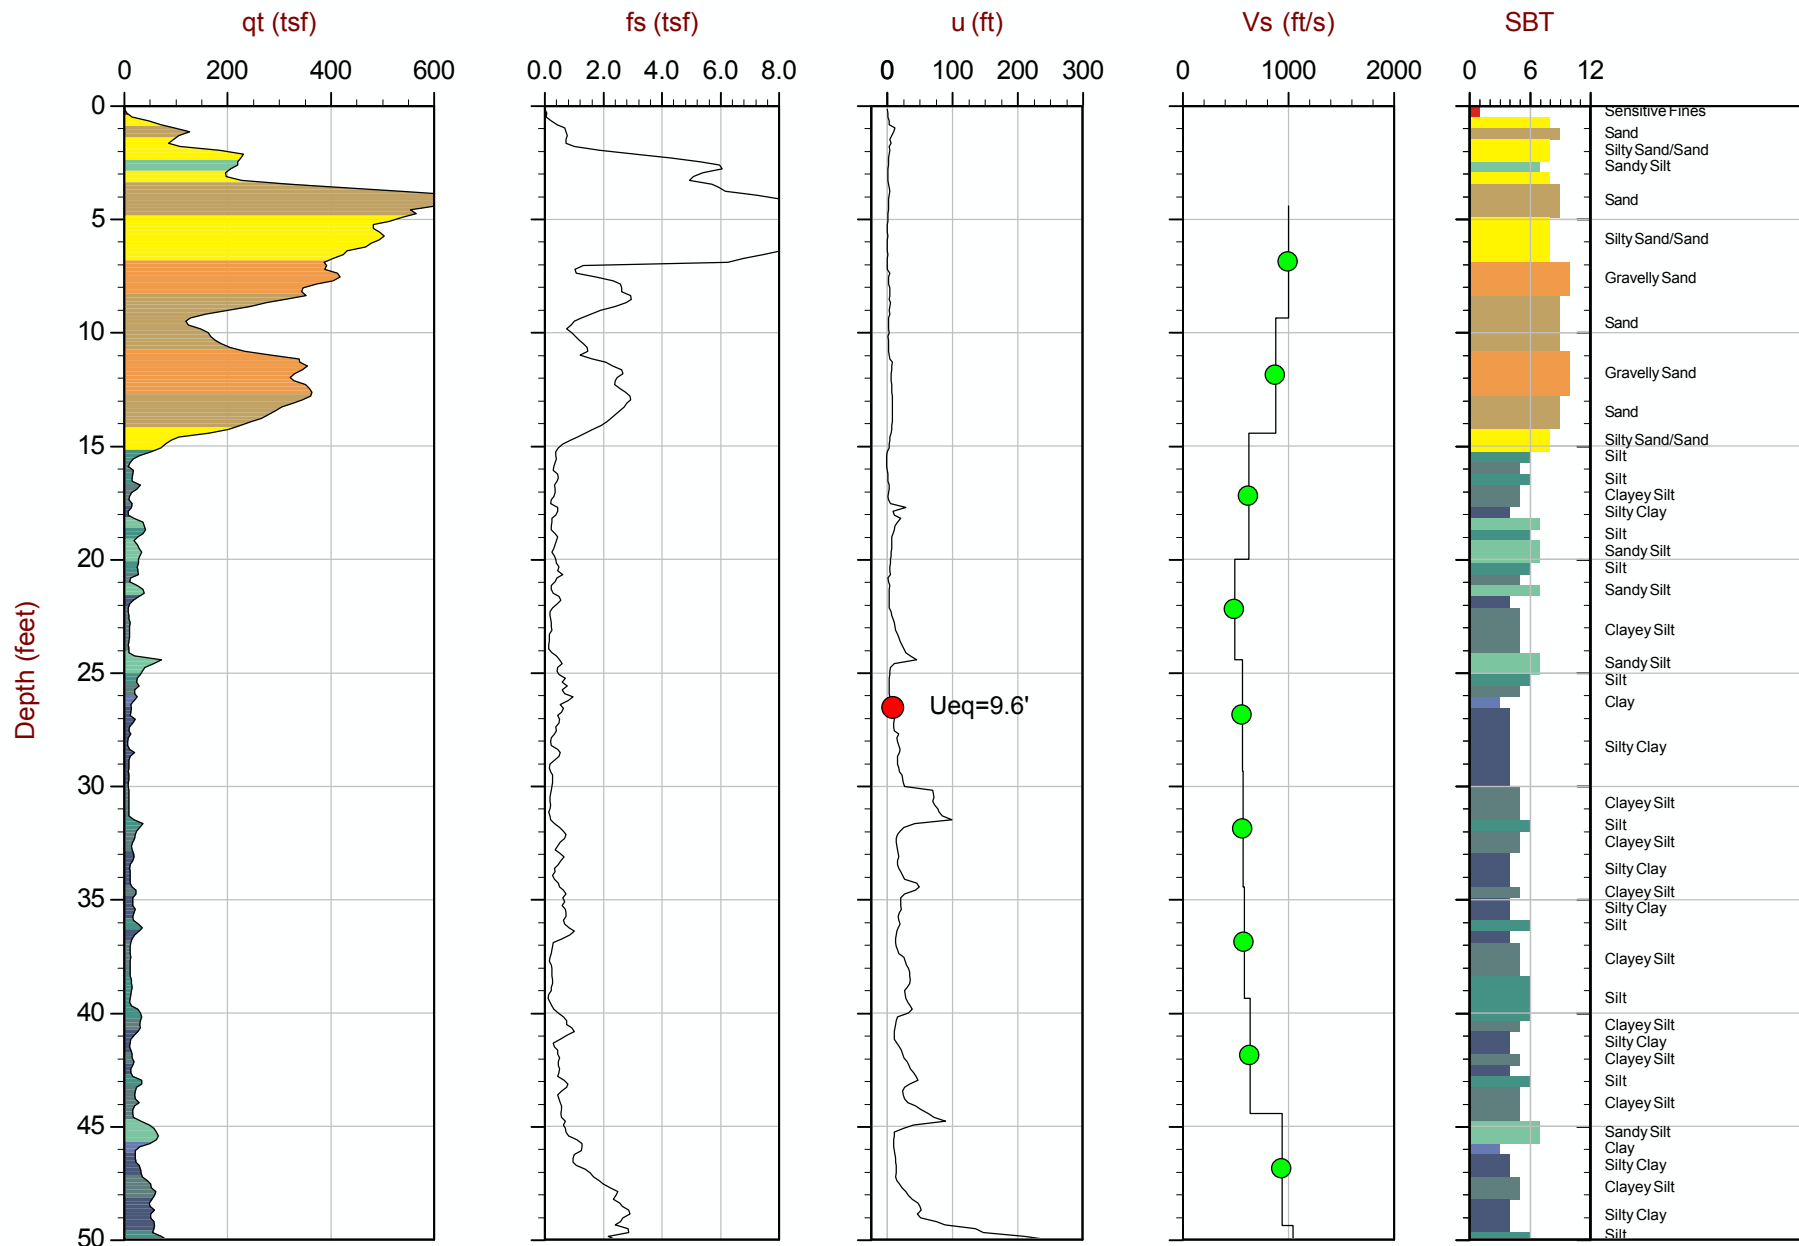 qt (tsf) fs (tsf) u (ft) Vs (ft/s) SBT
0 200 400 600 0.0 2.0 4.0 6.0 8.0 0 100 200 300 0 1000 2000 0 6 12
0
Sensitive Fines
Sand
Silty Sand/Sand
Sandy Silt
Sand
5
Silty Sand/Sand
Gravelly Sand
Sand
10
Gravelly Sand
Sand
Silty Sand/Sand
15
Silt
Silt
Clayey Silt
Silty Clay
Silt
Sandy Silt
20
Silt
Sandy Silt
Clayey Silt
Sandy Silt
25
Silt
Clay
Ueq=9.6'
Silty Clay
30
Clayey Silt
Silt
Clayey Silt
Silty Clay
Clayey Silt
35
Silty Clay
Silt
Clayey Silt
Silt
40
Clayey Silt
Silty Clay
Clayey Silt
Silt
Clayey Silt
45
Sandy Silt
Clay
Silty Clay
Clayey Silt
Silty Clay
Silt
50
Depth (feet)